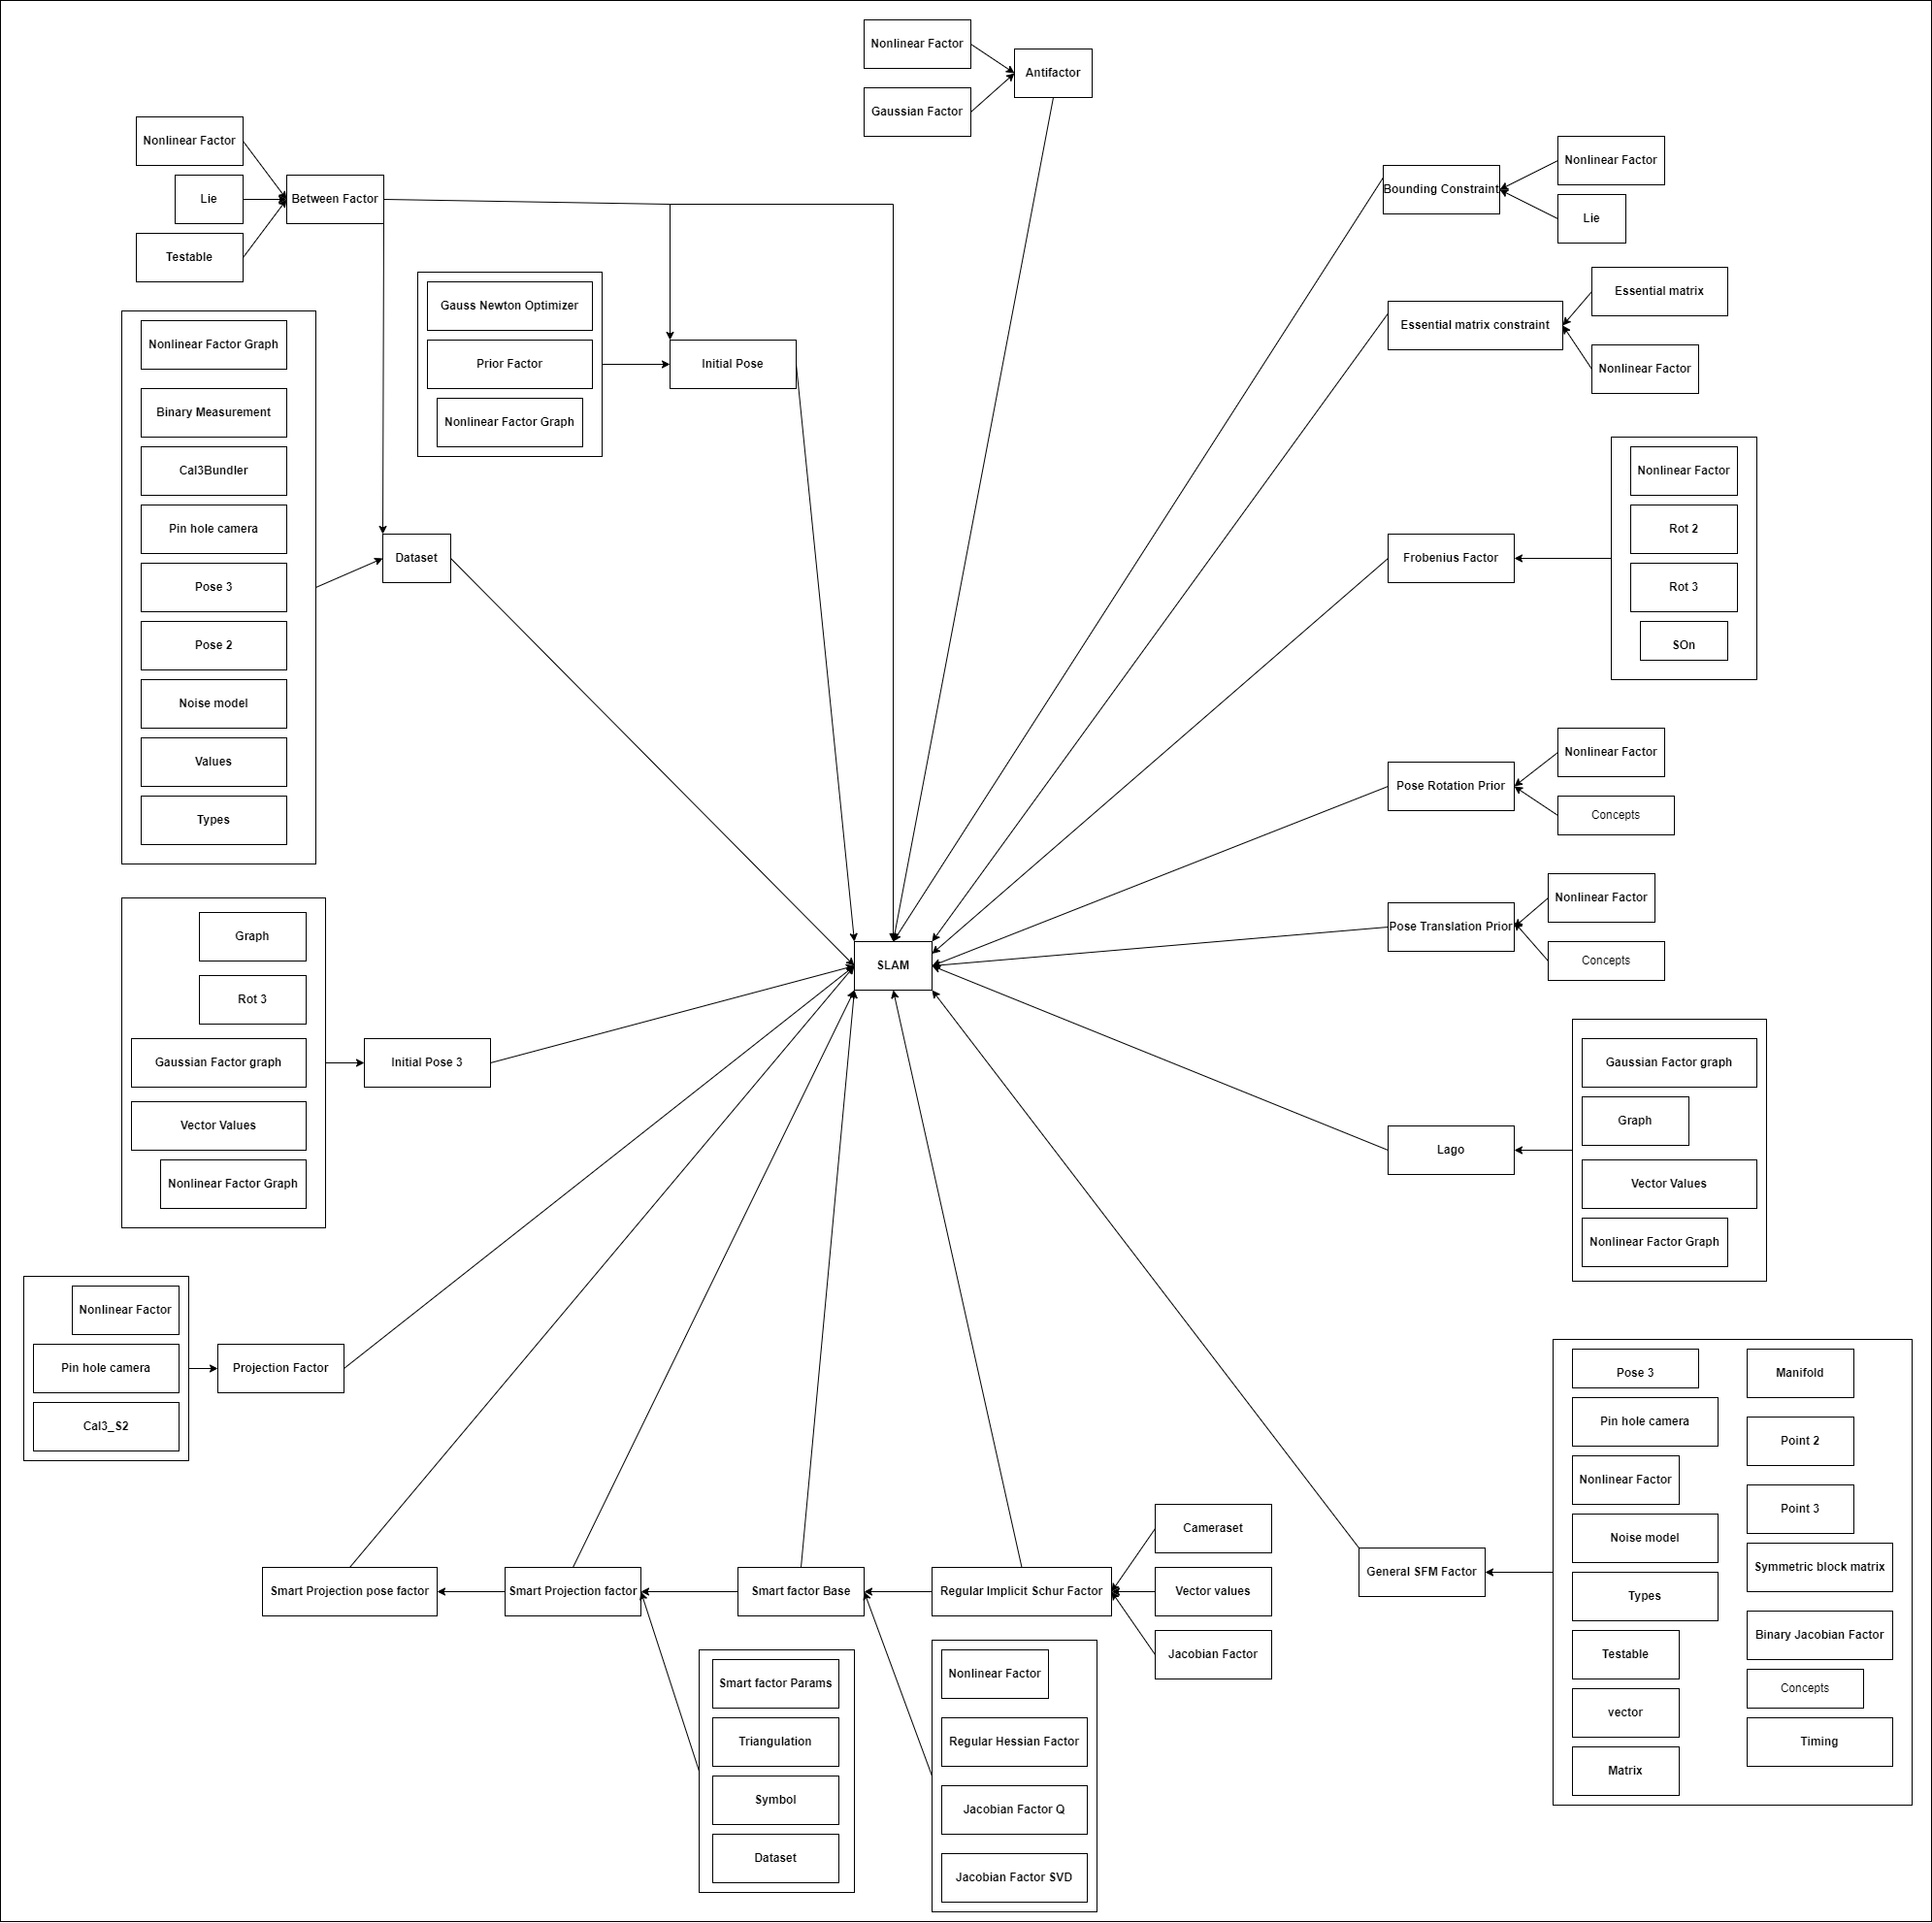 Nonlinear Factor
Gaussian Factor
Antifactor
Nonlinear Factor
Lie
Testable
Between Factor
Bounding Constraint
Nonlinear Factor
Lie
Essential matrix constraint
Essential matrix
Nonlinear Factor
Gauss Newton Optimizer
Prior Factor
Nonlinear Factor Graph
Initial Pose
Nonlinear Factor Graph
Binary Measurement
Cal3Bundler
Pin hole camera
Pose 3
Pose 2
Noise model
Values
Types
Dataset
Frobenius Factor
Nonlinear Factor
Rot 2
Rot 3
SOn
Pose Rotation Prior
Nonlinear Factor
Concepts
Pose Translation Prior
Nonlinear Factor
Concepts
SLAM
Graph
Rot 3
Gaussian Factor graph
Vector Values
Nonlinear Factor Graph
Initial Pose 3
Lago
Gaussian Factor graph
Graph
Vector Values
Nonlinear Factor Graph
Nonlinear Factor
Pin hole camera
Cal3_S2
Projection Factor
Smart Projection pose factor
Smart Projection factor
Smart factor Base
Regular Implicit Schur Factor
Cameraset
Vector values
Jacobian Factor
Smart factor Params
Triangulation
Symbol
Dataset
Nonlinear Factor
Regular Hessian Factor
Jacobian Factor Q
Jacobian Factor SVD
General SFM Factor
Pose 3
Pin hole camera
Nonlinear Factor
Noise model
Types
Testable
vector
Matrix
Manifold
Point 2
Point 3
Symmetric block matrix
Binary Jacobian Factor
Concepts
Timing